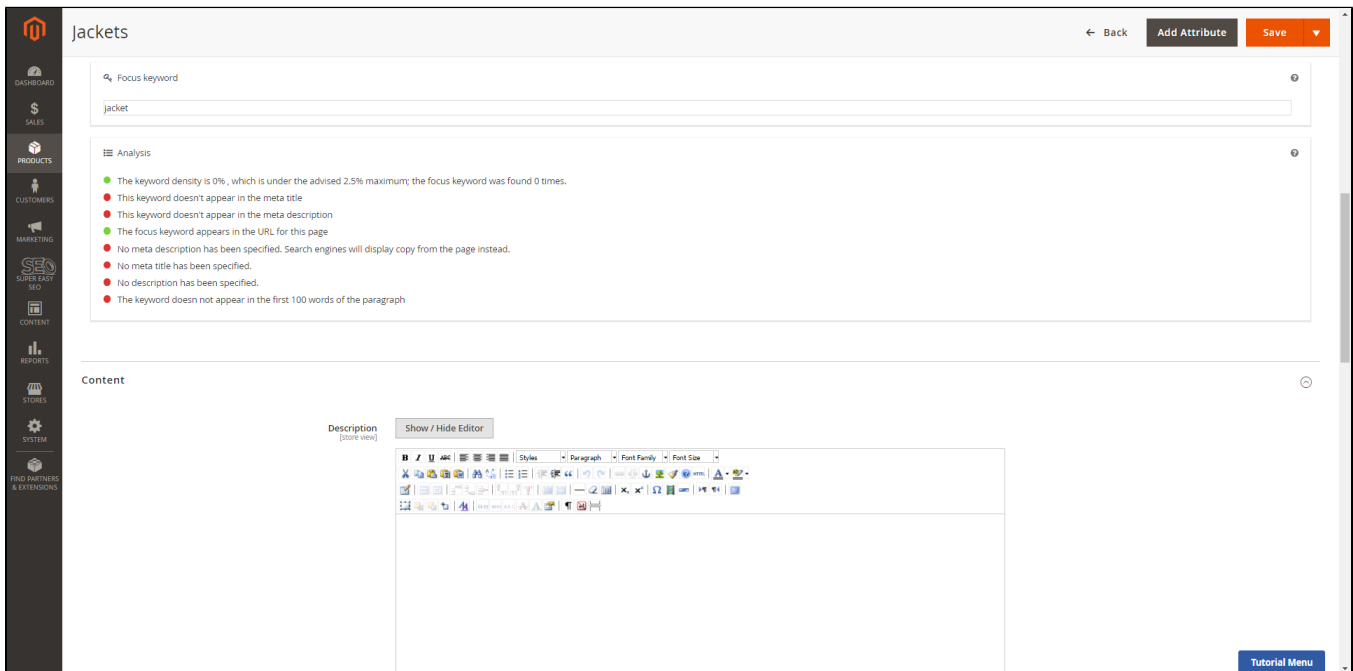 Jackets
← Back
Add Attribute
Save
DASHBOARD
SALES
PRODUCTS
CUSTOMERS
MARKETING
SEO
SUPER EASY
SEO
CONTENT
REPORTS
STORES
SYSTEM
FIND PARTNERS
& EXTENSIONS
Focus keyword
jacket
Analysis
The keyword density is 0% , which is under the advised 2.5% maximum; the focus keyword was found 0 times.
This keyword doesn't appear in the meta title
This keyword doesn't appear in the meta description
The focus keyword appears in the URL for this page
No meta description has been specified. Search engines will display copy from the page instead.
No meta title has been specified.
No description has been specified.
The keyword doesn not appear in the first 100 words of the paragraph
Content
Description
[store view]
Show / Hide Editor
B I U ABC Styles Paragraph Font Family Font Size
HTML
Tutorial Menu